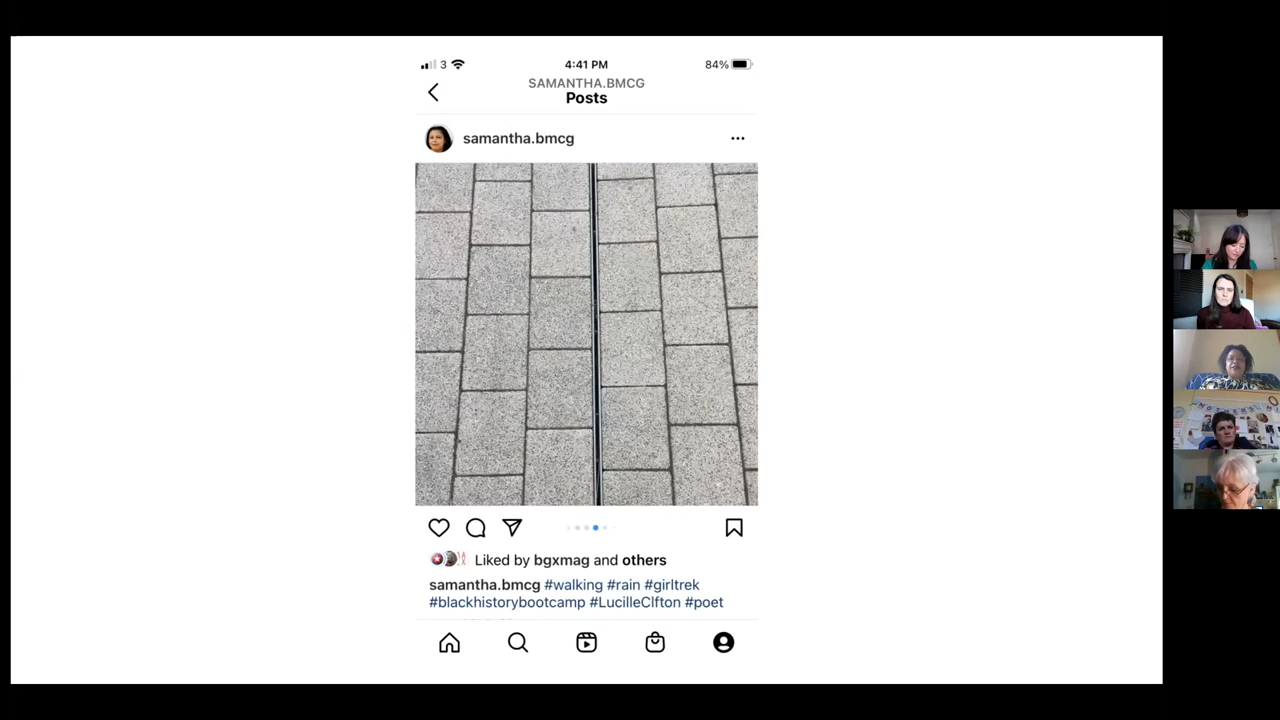 3
4:41 PM
84%
SAMANTHA.BMCG
Posts
samantha.bmcg
Liked by bgxmag and others
samantha.bmcg #walking #rain #girltrek
#blackhistorybootcamp #LucilleClfton #poet
MOTHERS